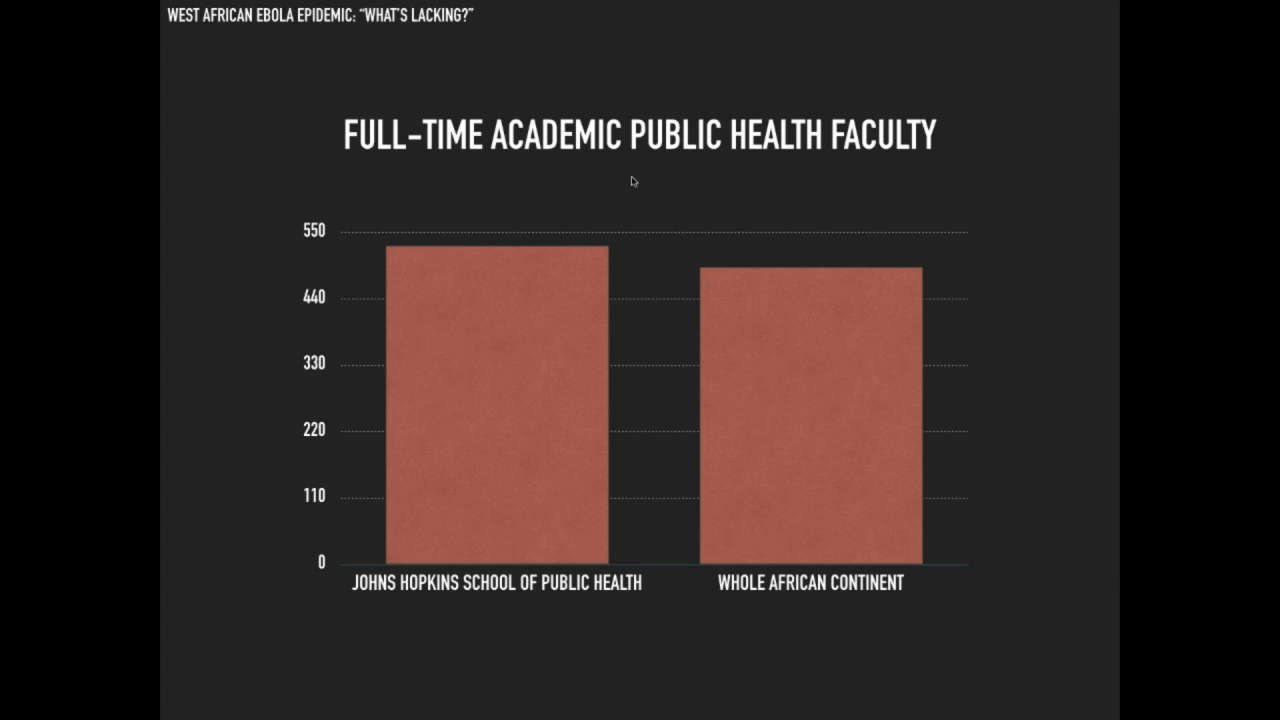 WEST AFRICAN EBOLA EPIDEMIC: “WHAT’S LACKING?”
FULL-TIME ACADEMIC PUBLIC HEALTH FACULTY
550
440
330
220
110
0
JOHNS HOPKINS SCHOOL OF PUBLIC HEALTH
WHOLE AFRICAN CONTINENT